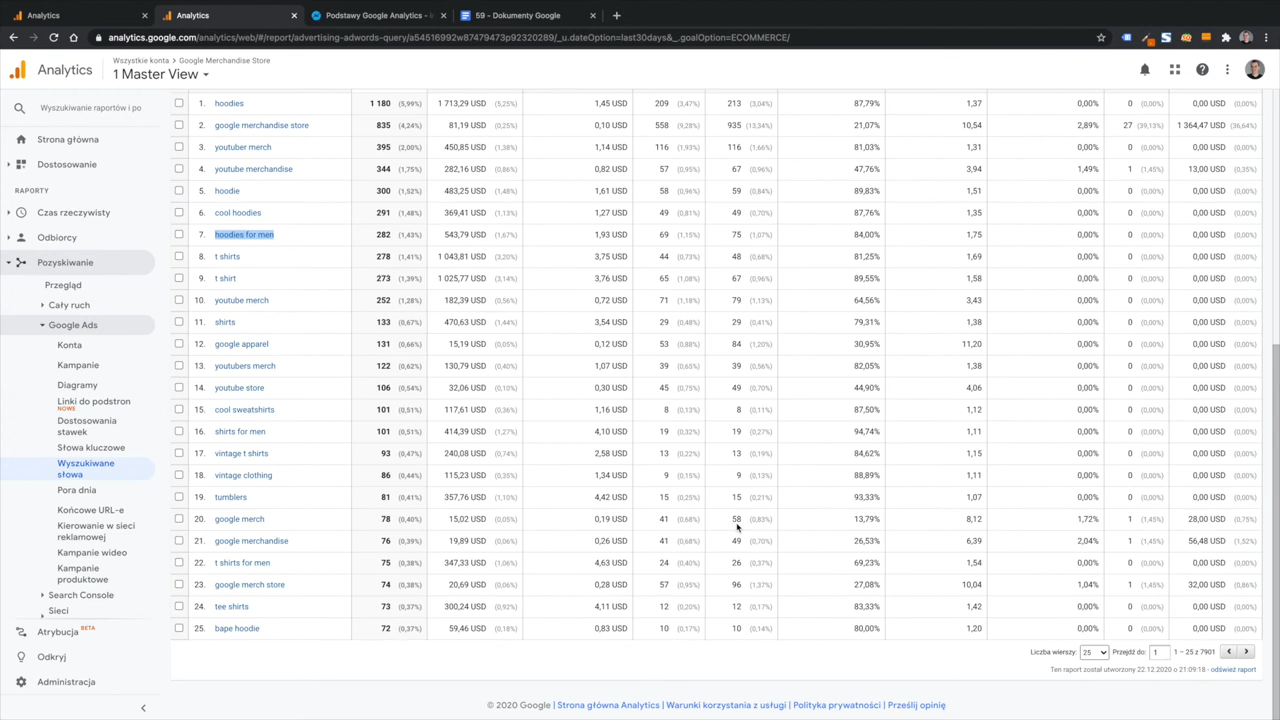 Analytics
Analytics
Podstawy Google Analytics - k
59 - Dokumenty Google
analytics.google.com/analytics/web/#/report/advertising-adwords-query/a54516992w87479473p92320289/_u.dateOption=last30days&_.goalOption=ECOMMERCE/
Analytics
Wszystkie konta > Google Merchandise Store
1 Master View
Wyszukiwanie raportów i po
Strona główna
Dostosowanie
RAPORTY
Czas rzeczywisty
Odbiorcy
Pozyskiwanie
Przegląd
Cały ruch
Google Ads
Konta
Kampanie
Diagramy
Linki do podstron
NOWE
Dostosowania
stawek
Słowa kluczowe
Wyszukiwane
słowa
Pora dnia
Końcowe URL-e
Kierowanie w sieci
reklamowej
Kampanie wideo
Kampanie
produktowe
Search Console
Sieci
Atrybucja BETA
Odkryj
Administracja
1. hoodies 1 180 (5,99%) 1 713,29 USD (5,25%) 1,45 USD 209 (3,47%) 213 (3,04%) 87,79% 1,37 0,00% 0 (0,00%) 0,00 USD (0,00%)
2. google merchandise store 835 (4,24%) 81,19 USD (0,25%) 0,10 USD 558 (9,28%) 935 (13,34%) 21,07% 10,54 2,89% 27 (39,13%) 1 364,47 USD (36,64%)
3. youtuber merch 395 (2,00%) 450,85 USD (1,38%) 1,14 USD 116 (1,93%) 116 (1,66%) 81,03% 1,31 0,00% 0 (0,00%) 0,00 USD (0,00%)
4. youtube merchandise 344 (1,75%) 282,16 USD (0,86%) 0,82 USD 57 (0,95%) 67 (0,96%) 47,76% 3,94 1,49% 1 (1,45%) 13,00 USD (0,35%)
5. hoodie 300 (1,52%) 483,25 USD (1,48%) 1,61 USD 58 (0,96%) 59 (0,84%) 89,83% 1,51 0,00% 0 (0,00%) 0,00 USD (0,00%)
6. cool hoodies 291 (1,48%) 369,41 USD (1,13%) 1,27 USD 49 (0,81%) 49 (0,70%) 87,76% 1,35 0,00% 0 (0,00%) 0,00 USD (0,00%)
7. hoodies for men 282 (1,43%) 543,79 USD (1,67%) 1,93 USD 69 (1,15%) 75 (1,07%) 84,00% 1,75 0,00% 0 (0,00%) 0,00 USD (0,00%)
8. t shirts 278 (1,41%) 1 043,81 USD (3,20%) 3,75 USD 44 (0,73%) 48 (0,68%) 81,25% 1,69 0,00% 0 (0,00%) 0,00 USD (0,00%)
9. t shirt 273 (1,39%) 1 025,77 USD (3,14%) 3,76 USD 65 (1,08%) 67 (0,96%) 89,55% 1,58 0,00% 0 (0,00%) 0,00 USD (0,00%)
10. youtube merch 252 (1,28%) 182,39 USD (0,56%) 0,72 USD 71 (1,18%) 79 (1,13%) 64,56% 3,43 0,00% 0 (0,00%) 0,00 USD (0,00%)
11. shirts 133 (0,67%) 470,63 USD (1,44%) 3,54 USD 29 (0,48%) 29 (0,41%) 79,31% 1,38 0,00% 0 (0,00%) 0,00 USD (0,00%)
12. google apparel 131 (0,66%) 15,19 USD (0,05%) 0,12 USD 53 (0,88%) 84 (1,20%) 30,95% 11,20 0,00% 0 (0,00%) 0,00 USD (0,00%)
13. youtubers merch 122 (0,62%) 130,79 USD (0,40%) 1,07 USD 39 (0,65%) 39 (0,56%) 82,05% 1,38 0,00% 0 (0,00%) 0,00 USD (0,00%)
14. youtube store 106 (0,54%) 32,06 USD (0,10%) 0,30 USD 45 (0,75%) 49 (0,70%) 44,90% 4,06 0,00% 0 (0,00%) 0,00 USD (0,00%)
15. cool sweatshirts 101 (0,51%) 117,61 USD (0,36%) 1,16 USD 8 (0,13%) 8 (0,11%) 87,50% 1,12 0,00% 0 (0,00%) 0,00 USD (0,00%)
16. shirts for men 101 (0,51%) 414,39 USD (1,27%) 4,10 USD 19 (0,32%) 19 (0,27%) 94,74% 1,11 0,00% 0 (0,00%) 0,00 USD (0,00%)
17. vintage t shirts 93 (0,47%) 240,08 USD (0,74%) 2,58 USD 13 (0,22%) 13 (0,19%) 84,62% 1,15 0,00% 0 (0,00%) 0,00 USD (0,00%)
18. vintage clothing 86 (0,44%) 115,23 USD (0,35%) 1,34 USD 9 (0,15%) 9 (0,13%) 88,89% 1,11 0,00% 0 (0,00%) 0,00 USD (0,00%)
19. tumblers 81 (0,41%) 357,76 USD (1,10%) 4,42 USD 15 (0,25%) 15 (0,21%) 93,33% 1,07 0,00% 0 (0,00%) 0,00 USD (0,00%)
20. google merch 78 (0,40%) 15,02 USD (0,05%) 0,19 USD 41 (0,68%) 58 (0,83%) 13,79% 8,12 1,72% 1 (1,45%) 28,00 USD (0,75%)
21. google merchandise 76 (0,39%) 19,89 USD (0,06%) 0,26 USD 41 (0,68%) 49 (0,70%) 26,53% 6,39 2,04% 1 (1,45%) 56,48 USD (1,52%)
22. t shirts for men 75 (0,38%) 347,33 USD (1,06%) 4,63 USD 24 (0,40%) 26 (0,37%) 69,23% 1,54 0,00% 0 (0,00%) 0,00 USD (0,00%)
23. google merch store 74 (0,38%) 20,69 USD (0,06%) 0,28 USD 57 (0,95%) 96 (1,37%) 27,08% 10,04 1,04% 1 (1,45%) 32,00 USD (0,86%)
24. tee shirts 73 (0,37%) 300,24 USD (0,92%) 4,11 USD 12 (0,20%) 12 (0,17%) 83,33% 1,42 0,00% 0 (0,00%) 0,00 USD (0,00%)
25. bape hoodie 72 (0,37%) 59,46 USD (0,18%) 0,83 USD 10 (0,17%) 10 (0,14%) 80,00% 1,20 0,00% 0 (0,00%) 0,00 USD (0,00%)
Liczba wierszy: 25 Przejdź do: 1 1 – 25 z 7901
Ten raport został utworzony 22.12.2020 o 21:09:18 - odśwież raport
© 2020 Google | Strona główna Analytics | Warunki korzystania z usługi | Polityka prywatności | Prześlij opinię